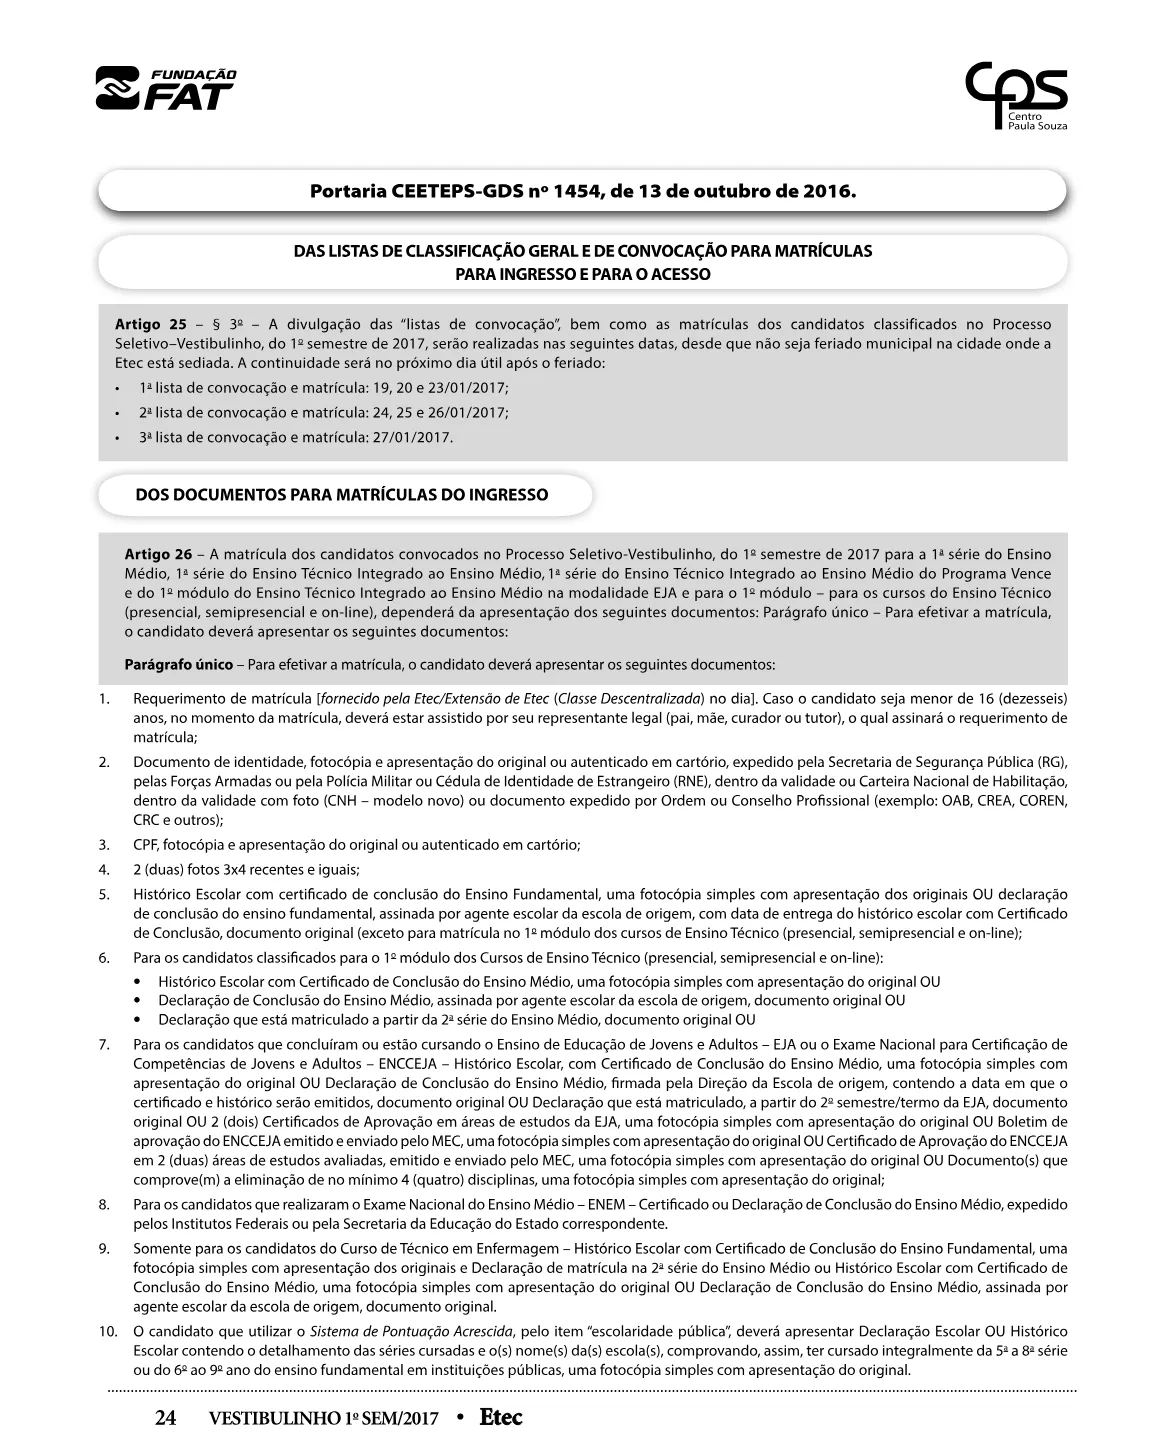 FUNDAÇÃO
FAT
CPS
Centro
Paula Souza
Portaria CEETEPS-GDS nº 1454, de 13 de outubro de 2016.
DAS LISTAS DE CLASSIFICAÇÃO GERAL E DE CONVOCAÇÃO PARA MATRÍCULAS
PARA INGRESSO E PARA O ACESSO
Artigo 25 – § 3º – A divulgação das “listas de convocação”, bem como as matrículas dos candidatos classificados no Processo
Seletivo–Vestibulinho, do 1º semestre de 2017, serão realizadas nas seguintes datas, desde que não seja feriado municipal na cidade onde a
Etec está sediada. A continuidade será no próximo dia útil após o feriado:
• 1ª lista de convocação e matrícula: 19, 20 e 23/01/2017;
• 2ª lista de convocação e matrícula: 24, 25 e 26/01/2017;
• 3ª lista de convocação e matrícula: 27/01/2017.
DOS DOCUMENTOS PARA MATRÍCULAS DO INGRESSO
Artigo 26 – A matrícula dos candidatos convocados no Processo Seletivo-Vestibulinho, do 1º semestre de 2017 para a 1ª série do Ensino
Médio, 1ª série do Ensino Técnico Integrado ao Ensino Médio, 1ª série do Ensino Técnico Integrado ao Ensino Médio do Programa Vence
e do 1º módulo do Ensino Técnico Integrado ao Ensino Médio na modalidade EJA e para o 1º módulo – para os cursos do Ensino Técnico
(presencial, semipresencial e on-line), dependerá da apresentação dos seguintes documentos: Parágrafo único – Para efetivar a matrícula,
o candidato deverá apresentar os seguintes documentos:
Parágrafo único – Para efetivar a matrícula, o candidato deverá apresentar os seguintes documentos:
1. Requerimento de matrícula [fornecido pela Etec/Extensão de Etec (Classe Descentralizada) no dia]. Caso o candidato seja menor de 16 (dezesseis)
anos, no momento da matrícula, deverá estar assistido por seu representante legal (pai, mãe, curador ou tutor), o qual assinará o requerimento de
matrícula;
2. Documento de identidade, fotocópia e apresentação do original ou autenticado em cartório, expedido pela Secretaria de Segurança Pública (RG),
pelas Forças Armadas ou pela Polícia Militar ou Cédula de Identidade de Estrangeiro (RNE), dentro da validade ou Carteira Nacional de Habilitação,
dentro da validade com foto (CNH – modelo novo) ou documento expedido por Ordem ou Conselho Profissional (exemplo: OAB, CREA, COREN,
CRC e outros);
3. CPF, fotocópia e apresentação do original ou autenticado em cartório;
4. 2 (duas) fotos 3x4 recentes e iguais;
5. Histórico Escolar com certificado de conclusão do Ensino Fundamental, uma fotocópia simples com apresentação dos originais OU declaração
de conclusão do ensino fundamental, assinada por agente escolar da escola de origem, com data de entrega do histórico escolar com Certificado
de Conclusão, documento original (exceto para matrícula no 1º módulo dos cursos de Ensino Técnico (presencial, semipresencial e on-line);
6. Para os candidatos classificados para o 1º módulo dos Cursos de Ensino Técnico (presencial, semipresencial e on-line):
• Histórico Escolar com Certificado de Conclusão do Ensino Médio, uma fotocópia simples com apresentação do original OU
• Declaração de Conclusão do Ensino Médio, assinada por agente escolar da escola de origem, documento original OU
• Declaração que está matriculado a partir da 2ª série do Ensino Médio, documento original OU
7. Para os candidatos que concluíram ou estão cursando o Ensino de Educação de Jovens e Adultos – EJA ou o Exame Nacional para Certificação de
Competências de Jovens e Adultos – ENCCEJA – Histórico Escolar, com Certificado de Conclusão do Ensino Médio, uma fotocópia simples com
apresentação do original OU Declaração de Conclusão do Ensino Médio, firmada pela Direção da Escola de origem, contendo a data em que o
certificado e histórico serão emitidos, documento original OU Declaração que está matriculado, a partir do 2º semestre/termo da EJA, documento
original OU 2 (dois) Certificados de Aprovação em áreas de estudos da EJA, uma fotocópia simples com apresentação do original OU Boletim de
aprovação do ENCCEJA emitido e enviado pelo MEC, uma fotocópia simples com apresentação do original OU Certificado de Aprovação do ENCCEJA
em 2 (duas) áreas de estudos avaliadas, emitido e enviado pelo MEC, uma fotocópia simples com apresentação do original OU Documento(s) que
comprove(m) a eliminação de no mínimo 4 (quatro) disciplinas, uma fotocópia simples com apresentação do original;
8. Para os candidatos que realizaram o Exame Nacional do Ensino Médio – ENEM – Certificado ou Declaração de Conclusão do Ensino Médio, expedido
pelos Institutos Federais ou pela Secretaria da Educação do Estado correspondente.
9. Somente para os candidatos do Curso de Técnico em Enfermagem – Histórico Escolar com Certificado de Conclusão do Ensino Fundamental, uma
fotocópia simples com apresentação dos originais e Declaração de matrícula na 2ª série do Ensino Médio ou Histórico Escolar com Certificado de
Conclusão do Ensino Médio, uma fotocópia simples com apresentação do original OU Declaração de Conclusão do Ensino Médio, assinada por
agente escolar da escola de origem, documento original.
10. O candidato que utilizar o Sistema de Pontuação Acrescida, pelo item “escolaridade pública”, deverá apresentar Declaração Escolar OU Histórico
Escolar contendo o detalhamento das séries cursadas e o(s) nome(s) da(s) escola(s), comprovando, assim, ter cursado integralmente da 5ª a 8ª série
ou do 6º ao 9º ano do ensino fundamental em instituições públicas, uma fotocópia simples com apresentação do original.
24 VESTIBULINHO 1º SEM/2017 • Etec